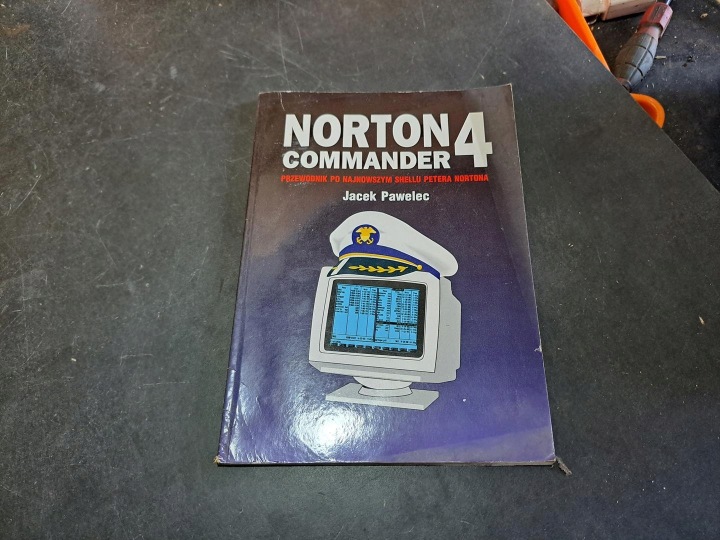 NORTON 4
COMMANDER
PRZEWODNIK PO NAJNOWSZYM SHELLU PETERA NORTONA
Jacek Pawelec